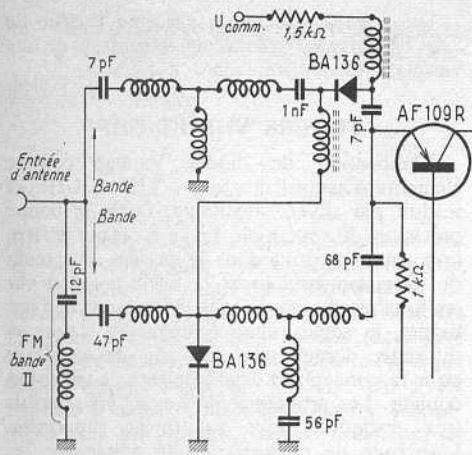 U comm.
1,5 kΩ
BA136
7 pF
1 nF
7 pF
AF109R
Entrée
d'antenne
Bande
Bande
12 pF
68 pF
1 kΩ
FM
bande
II
47 pF
BA136
56 pF